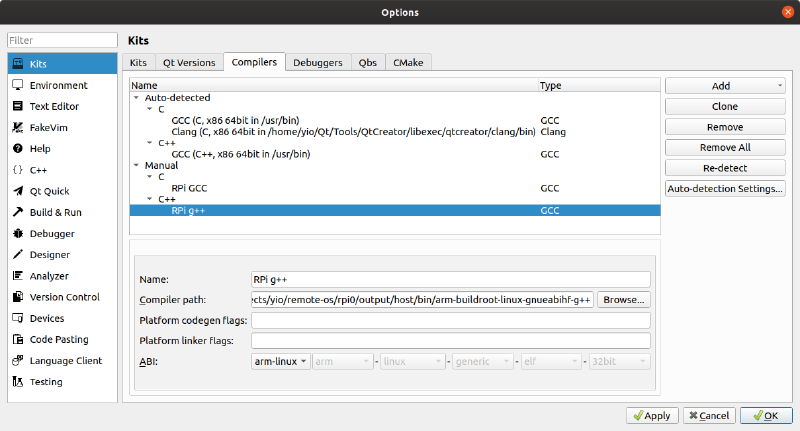 Options
Filter
Kits
Environment
Text Editor
FakeVim
Help
{} C++
Qt Quick
Build & Run
Debugger
Designer
Analyzer
Version Control
Devices
Code Pasting
Language Client
Testing
Kits
Kits Qt Versions Compilers Debuggers Qbs CMake
Name Type
Auto-detected
C
GCC (C, x86 64bit in /usr/bin) GCC
Clang (C, x86 64bit in /home/yio/Qt/Tools/QtCreator/libexec/qtcreator/clang/bin) Clang
C++
GCC (C++, x86 64bit in /usr/bin) GCC
Manual
C
RPi GCC GCC
C++
RPi g++ GCC
Add
Clone
Remove
Remove All
Re-detect
Auto-detection Settings...
Name: RPi g++
Compiler path: ects/yio/remote-os/rpi0/output/host/bin/arm-buildroot-linux-gnueabihf-g++ Browse...
Platform codegen flags:
Platform linker flags:
ABI: arm-linux arm - linux - generic - elf - 32bit
Apply Cancel OK